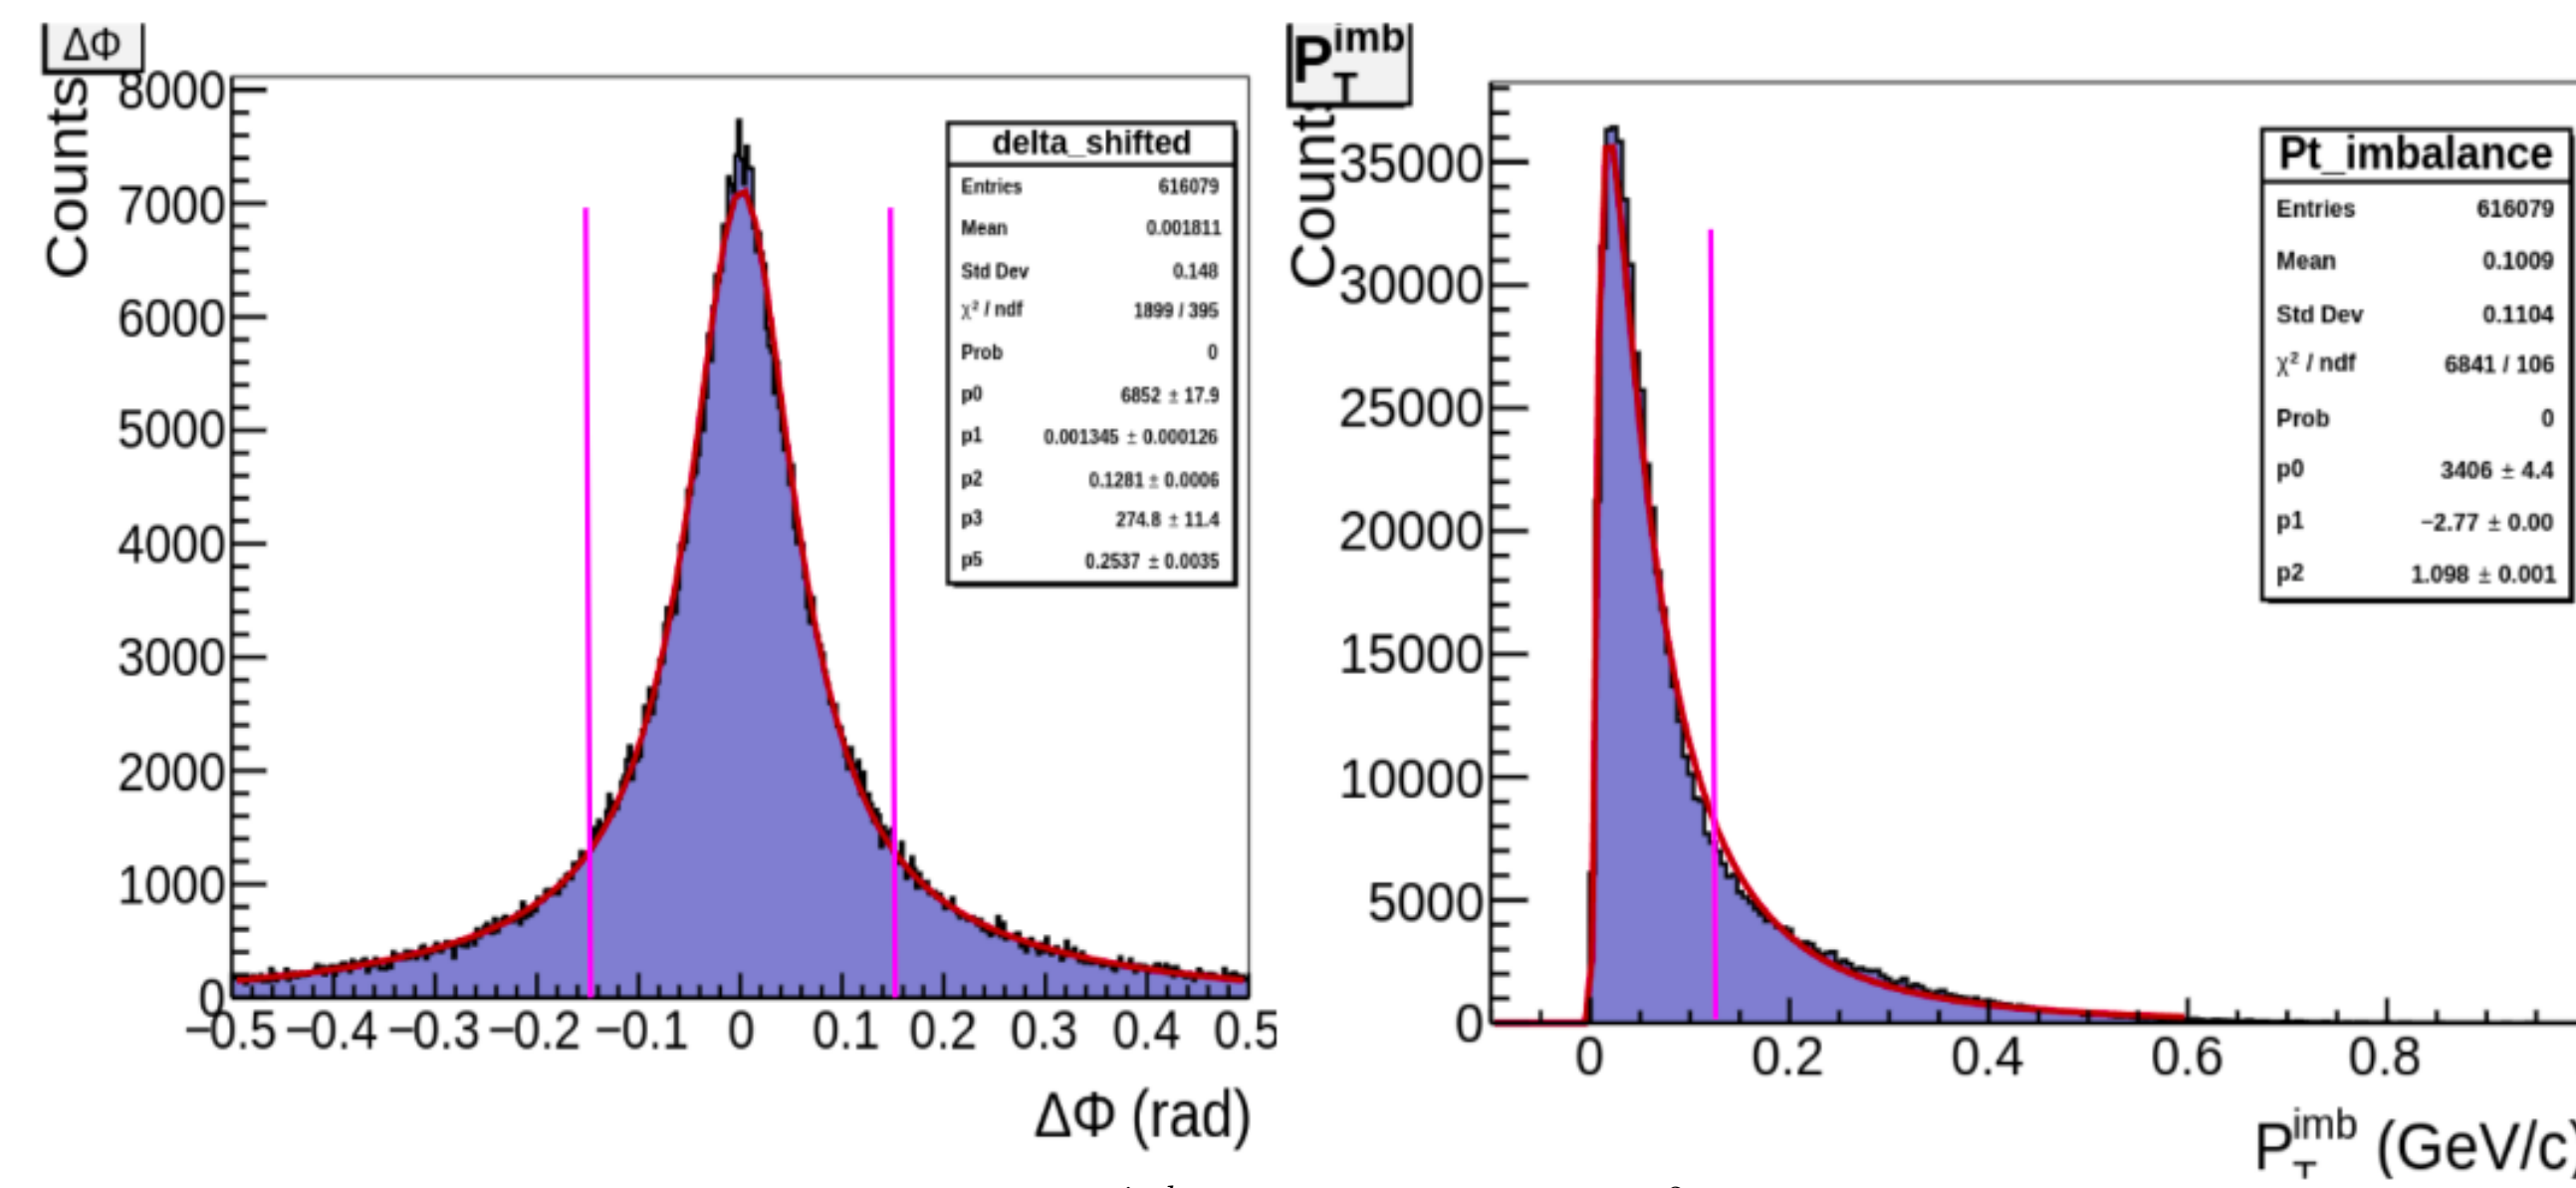 ΔΦ
Counts
8000
7000
6000
5000
4000
3000
2000
1000
0
−0.5 −0.4 −0.3 −0.2 −0.1 0 0.1 0.2 0.3 0.4 0.5
ΔΦ (rad)
delta_shifted
Entries 616079
Mean 0.001811
Std Dev 0.148
χ² / ndf 1899 / 395
Prob 0
p0 6852 ± 17.9
p1 0.001345 ± 0.000126
p2 0.1281 ± 0.0006
p3 274.8 ± 11.4
p5 0.2537 ± 0.0035
P_T^imb
Counts
35000
30000
25000
20000
15000
10000
5000
0
0 0.2 0.4 0.6 0.8
P_T^imb (GeV/c)
Pt_imbalance
Entries 616079
Mean 0.1009
Std Dev 0.1104
χ² / ndf 6841 / 106
Prob 0
p0 3406 ± 4.4
p1 −2.77 ± 0.00
p2 1.098 ± 0.001